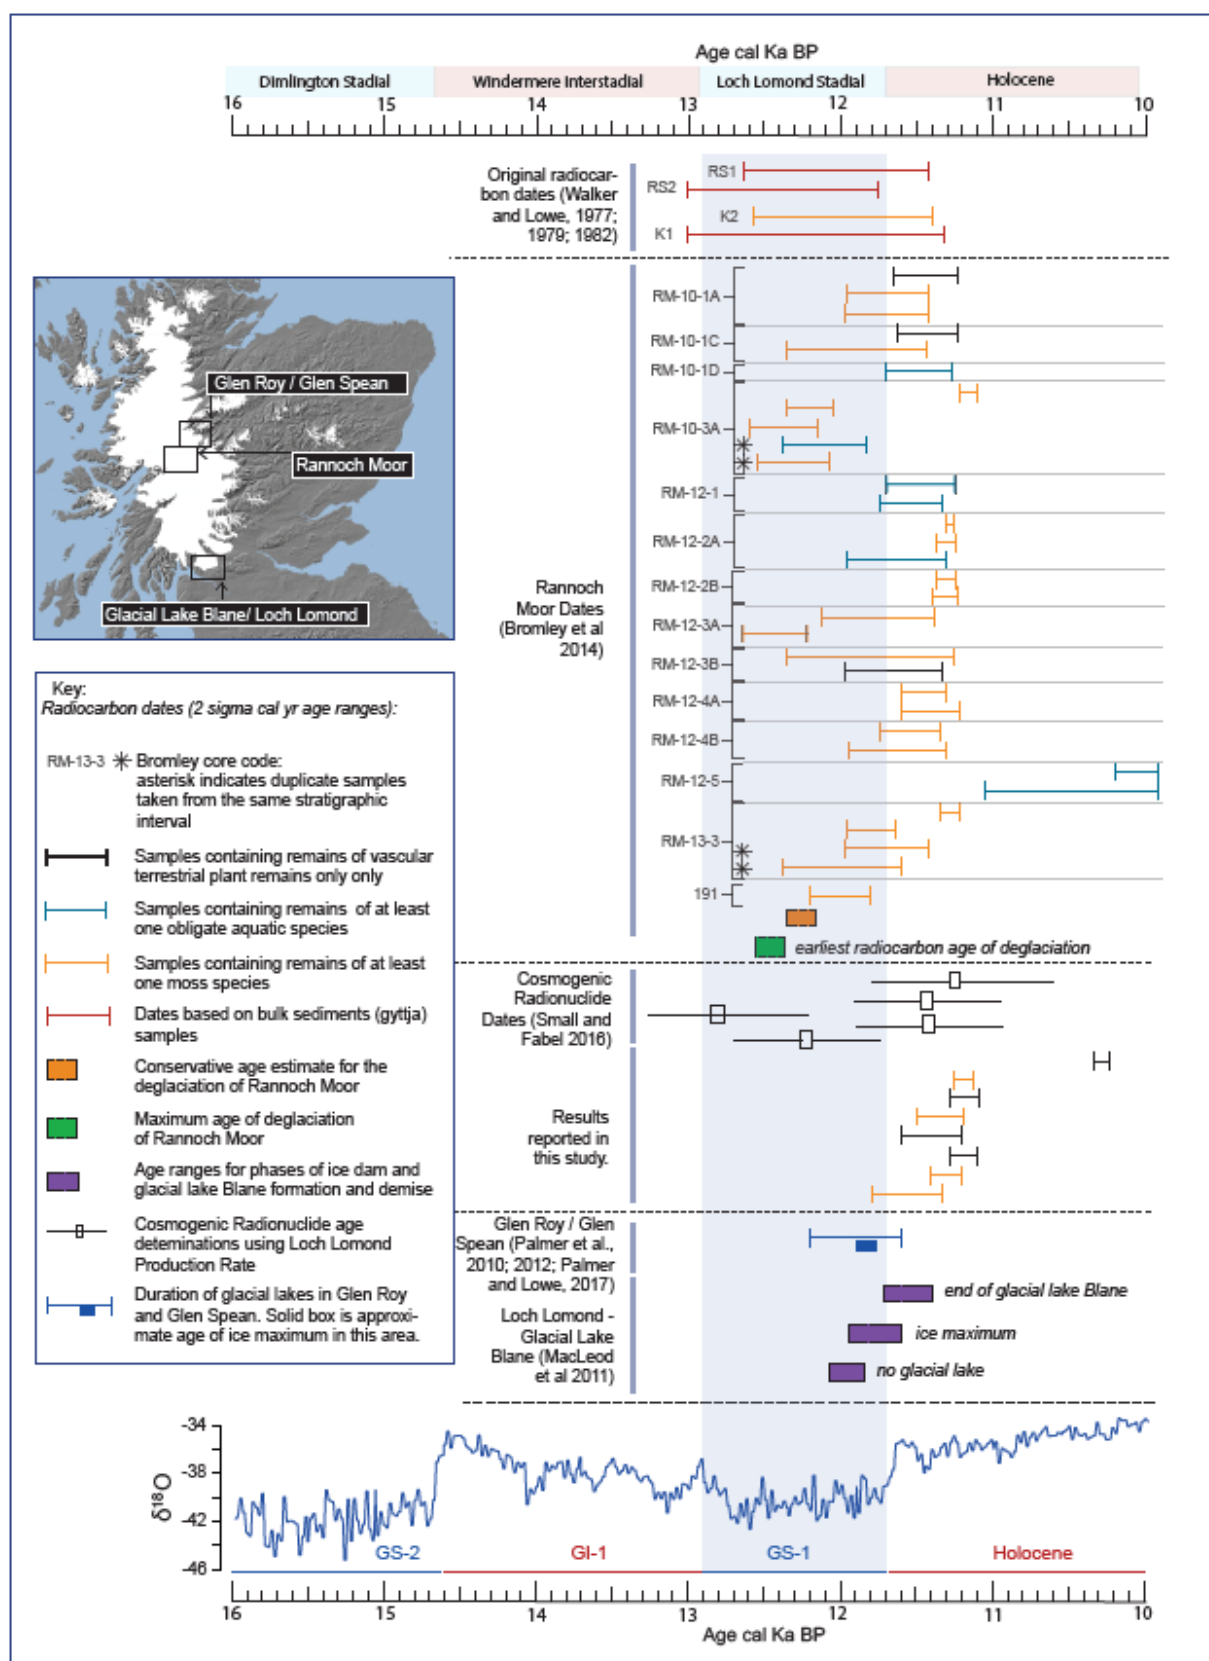 Age cal Ka BP
Dimlington Stadial
Windermere Interstadial
Loch Lomond Stadial
Holocene
16 15 14 13 12 11 10
Original radiocar-
bon dates (Walker
and Lowe, 1977;
1979; 1982)
RS1
RS2
K2
K1
Glen Roy / Glen Spean
Rannoch Moor
Glacial Lake Blane/ Loch Lomond
Rannoch
Moor Dates
(Bromley et al
2014)
RM-10-1A
RM-10-1C
RM-10-1D
RM-10-3A
RM-12-1
RM-12-2A
RM-12-2B
RM-12-3A
RM-12-3B
RM-12-4A
RM-12-4B
RM-12-5
RM-13-3
191
earliest radiocarbon age of deglaciation
Key:
Radiocarbon dates (2 sigma cal yr age ranges):
RM-13-3 Bromley core code:
asterisk indicates duplicate samples
taken from the same stratigraphic
interval
Samples containing remains of vascular
terrestrial plant remains only only
Samples containing remains of at least
one obligate aquatic species
Samples containing remains of at least
one moss species
Dates based on bulk sediments (gyttja)
samples
Conservative age estimate for the
deglaciation of Rannoch Moor
Maximum age of deglaciation
of Rannoch Moor
Age ranges for phases of ice dam and
glacial lake Blane formation and demise
Cosmogenic Radionuclide age
deteminations using Loch Lomond
Production Rate
Duration of glacial lakes in Glen Roy
and Glen Spean. Solid box is approxi-
mate age of ice maximum in this area.
Cosmogenic
Radionuclide
Dates (Small and
Fabel 2016)
Results
reported in
this study.
Glen Roy / Glen
Spean (Palmer et al.,
2010; 2012; Palmer
and Lowe, 2017)
Loch Lomond -
Glacial Lake
Blane (MacLeod
et al 2011)
end of glacial lake Blane
ice maximum
no glacial lake
δ18O
-34
-38
-42
-46
GS-2
GI-1
GS-1
Holocene
16 15 14 13 12 11 10
Age cal Ka BP